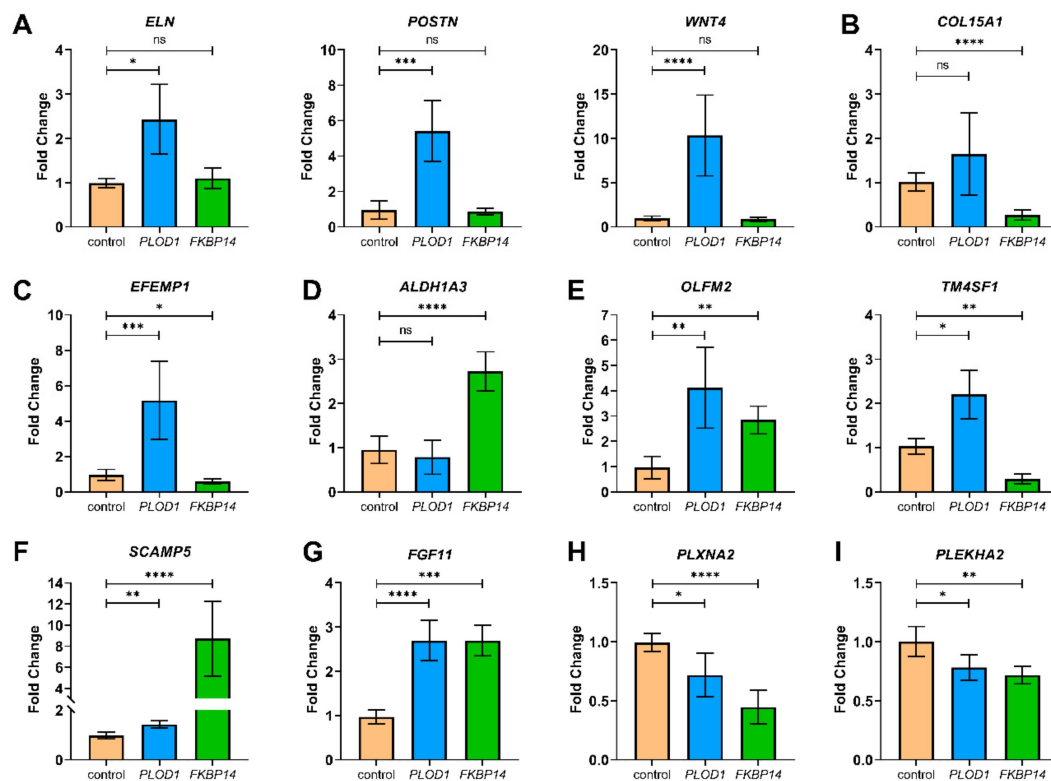 A
ELN
Fold Change
5
4
3
2
1
0
ns
*
control
PLOD1
FKBP14
POSTN
Fold Change
10
8
6
4
2
0
ns
***
control
PLOD1
FKBP14
WNT4
Fold Change
20
15
10
5
0
ns
****
control
PLOD1
FKBP14
B
COL15A1
Fold Change
4
3
2
1
0
****
ns
control
PLOD1
FKBP14
C
EFEMP1
Fold Change
10
8
6
4
2
0
*
***
control
PLOD1
FKBP14
D
ALDH1A3
Fold Change
4
3
2
1
0
****
ns
control
PLOD1
FKBP14
E
OLFM2
Fold Change
7
6
5
4
3
2
1
0
**
**
control
PLOD1
FKBP14
TM4SF1
Fold Change
4
3
2
1
0
**
*
control
PLOD1
FKBP14
F
SCAMP5
Fold Change
14
12
10
8
6
4
2
0
****
**
control
PLOD1
FKBP14
G
FGF11
Fold Change
4
3
2
1
0
***
****
control
PLOD1
FKBP14
H
PLXNA2
Fold Change
1.5
1.0
0.5
0.0
****
*
control
PLOD1
FKBP14
I
PLEKHA2
Fold Change
1.5
1.0
0.5
0.0
**
*
control
PLOD1
FKBP14